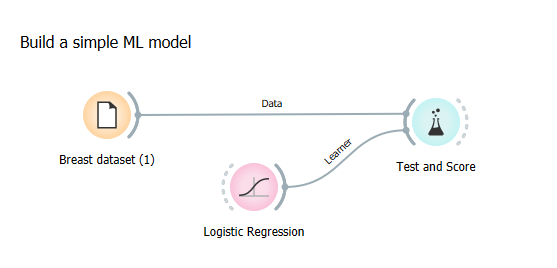 Build a simple ML model
Data
Breast dataset (1)
Learner
Test and Score
Logistic Regression